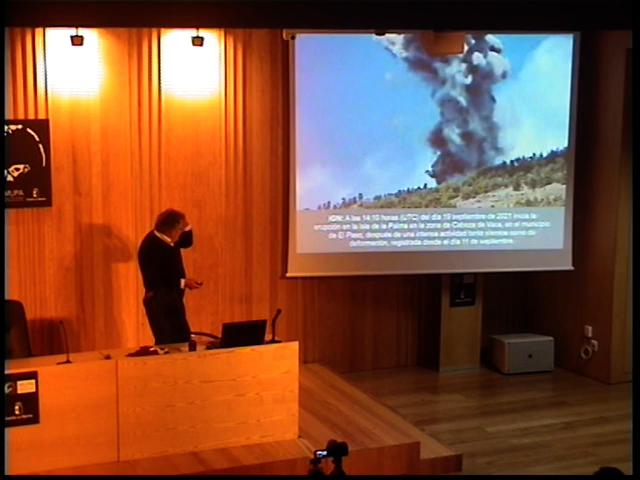 IGN: A las 14:10 horas (UTC) del día 19 septiembre de 2021 inicia la
erupción en la isla de la Palma en la zona de Cabeza de Vaca, en el municipio
de El Paso, después de una intensa actividad tanto sísmica como de
deformación, registrada desde el día 11 de septiembre.
MUPA